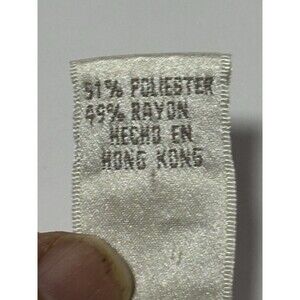 51% POLIESTER
49% RAYON
HECHO EN
HONG KONG